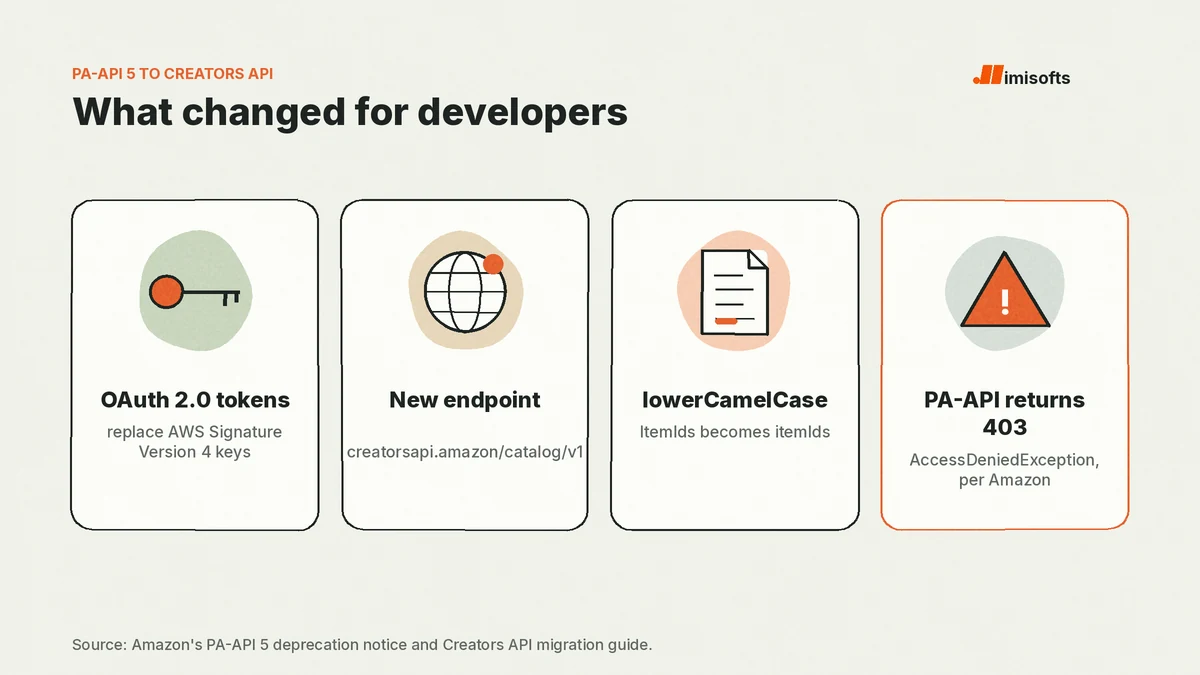 PA-API 5 TO CREATORS API
What changed for developers
imisofts
OAuth 2.0 tokens
replace AWS Signature
Version 4 keys
New endpoint
creatorsapi.amazon/catalog/v1
lowerCamelCase
ItemIds becomes itemIds
!
PA-API returns
403
AccessDeniedException,
per Amazon
Source: Amazon's PA-API 5 deprecation notice and Creators API migration guide.